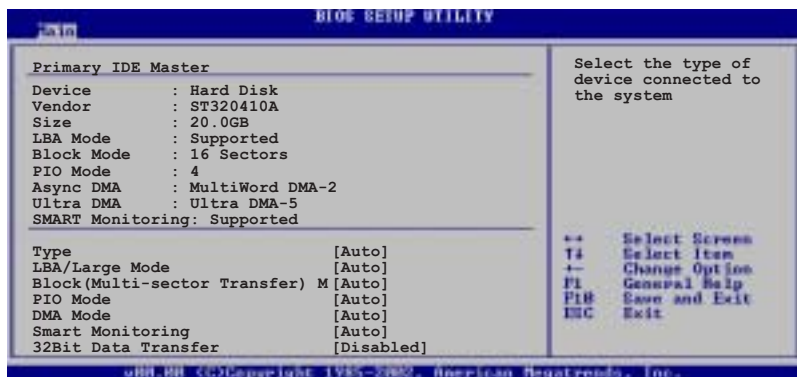 BIOS SETUP UTILITY
Main
Primary IDE Master
Device : Hard Disk
Vendor : ST320410A
Size : 20.0GB
LBA Mode : Supported
Block Mode : 16 Sectors
PIO Mode : 4
Async DMA : MultiWord DMA-2
Ultra DMA : Ultra DMA-5
SMART Monitoring: Supported
Type [Auto]
LBA/Large Mode [Auto]
Block(Multi-sector Transfer) M [Auto]
PIO Mode [Auto]
DMA Mode [Auto]
Smart Monitoring [Auto]
32Bit Data Transfer [Disabled]
Select the type of
device connected to
the system
←→ Select Screen
↑↓ Select Item
+- Change Option
F1 General Help
F10 Save and Exit
ESC Exit
(C)Copyright 1985-2002, American Megatrends, Inc.